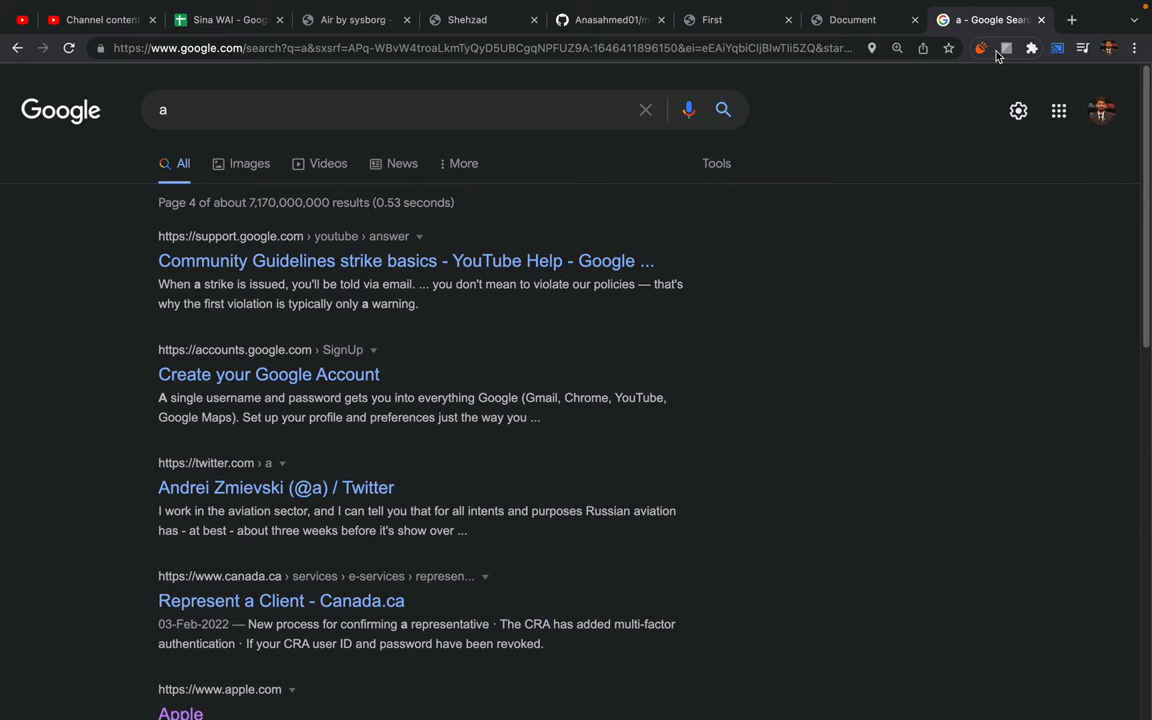 Channel content
Sina WAI - Goog
Air by sysborg -
Shehzad
Anasahmed01/m
First
Document
a - Google Sear
https://www.google.com/search?q=a&sxsrf=APq-WBvW4troaLkmTyQyD5UBCgqNPFUZ9A:1646411896150&ei=eEAiYqbiCIjBlwTIi5ZQ&star...
Google
a
All
Images
Videos
News
More
Tools
Page 4 of about 7,170,000,000 results (0.53 seconds)
https://support.google.com › youtube › answer
Community Guidelines strike basics - YouTube Help - Google ...
When a strike is issued, you'll be told via email. ... you don't mean to violate our policies — that's
why the first violation is typically only a warning.
https://accounts.google.com › SignUp
Create your Google Account
A single username and password gets you into everything Google (Gmail, Chrome, YouTube,
Google Maps). Set up your profile and preferences just the way you ...
https://twitter.com › a
Andrei Zmievski (@a) / Twitter
I work in the aviation sector, and I can tell you that for all intents and purposes Russian aviation
has - at best - about three weeks before it's show over ...
https://www.canada.ca › services › e-services › represen...
Represent a Client - Canada.ca
03-Feb-2022 — New process for confirming a representative · The CRA has added multi-factor
authentication · If your CRA user ID and password have been revoked.
https://www.apple.com
Apple